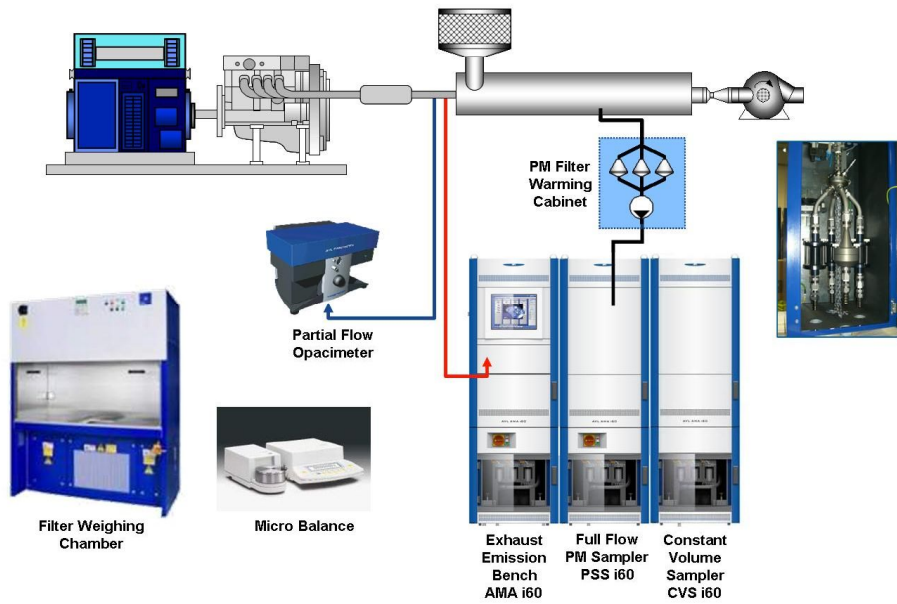 PM Filter
Warming
Cabinet
Partial Flow
Opacimeter
Filter Weighing
Chamber
Micro Balance
Exhaust
Emission
Bench
AMA i60
Full Flow
PM Sampler
PSS i60
Constant
Volume
Sampler
CVS i60